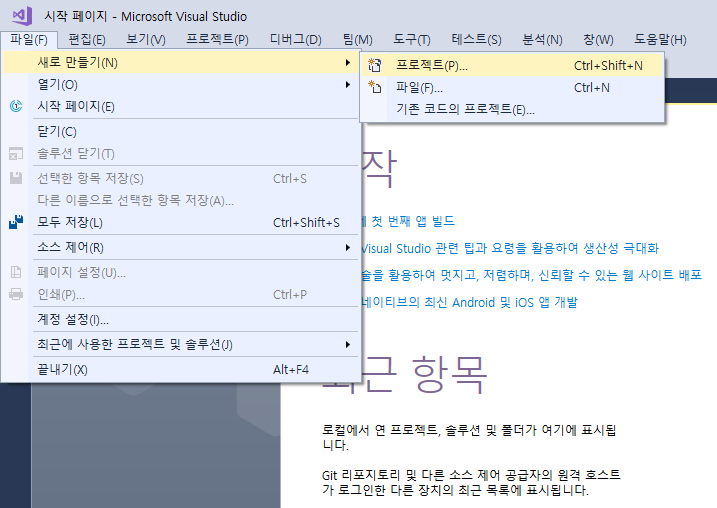 시작 페이지 - Microsoft Visual Studio
파일(F) 편집(E) 보기(V) 프로젝트(P) 디버그(D) 팀(M) 도구(T) 테스트(S) 분석(N) 창(W) 도움말(H)
새로 만들기(N)
프로젝트(P)... Ctrl+Shift+N
열기(O)
파일(F)... Ctrl+N
시작 페이지(E)
기존 코드의 프로젝트(E)...
닫기(C)
솔루션 닫기(T)
선택한 항목 저장(S) Ctrl+S
다른 이름으로 선택한 항목 저장(A)...
모두 저장(L) Ctrl+Shift+S
소스 제어(R)
페이지 설정(U)...
인쇄(P)... Ctrl+P
계정 설정(I)...
최근에 사용한 프로젝트 및 솔루션(J)
끝내기(X) Alt+F4
작
첫 번째 앱 빌드
Visual Studio 관련 팁과 요령을 활용하여 생산성 극대화
술을 활용하여 멋지고, 저렴하며, 신뢰할 수 있는 웹 사이트 배포
네이티브의 최신 Android 및 iOS 앱 개발
최근 항목
로컬에서 연 프로젝트, 솔루션 및 폴더가 여기에 표시됩
니다.
Git 리포지토리 및 다른 소스 제어 공급자의 원격 호스트
가 로그인한 다른 장치의 최근 목록에 표시됩니다.